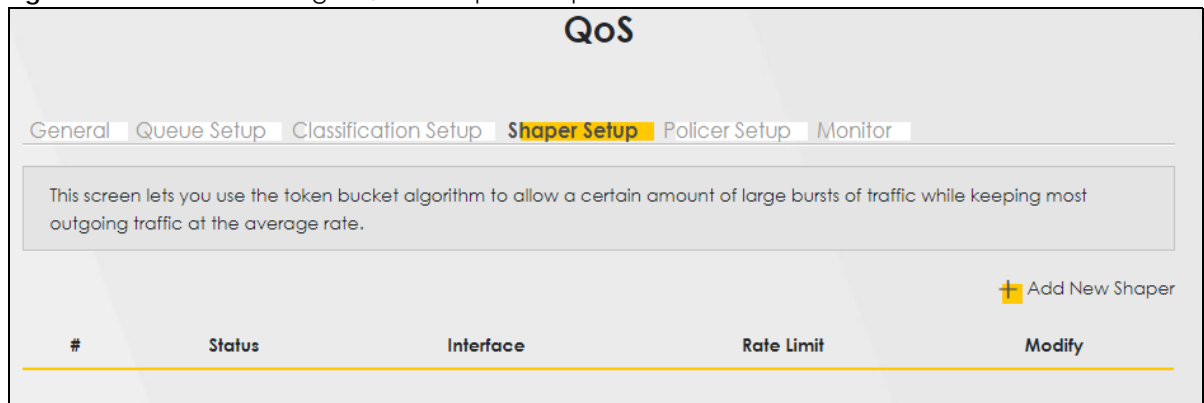 QoS
General Queue Setup Classification Setup Shaper Setup Policer Setup Monitor
This screen lets you use the token bucket algorithm to allow a certain amount of large bursts of traffic while keeping most
outgoing traffic at the average rate.
+ Add New Shaper
# Status Interface Rate Limit Modify